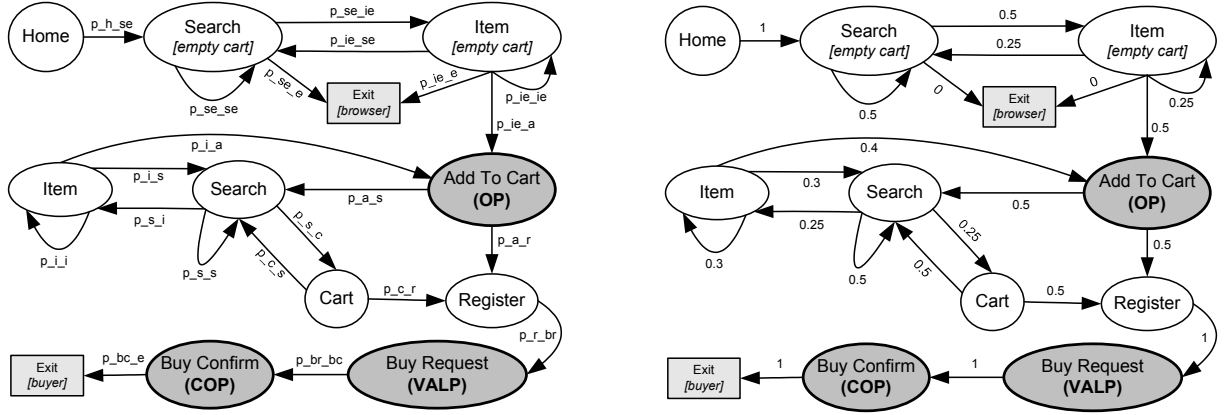 Home
p_h_se
Search
[empty cart]
p_se_ie
p_ie_se
Item
[empty cart]
p_se_se
p_se_e
Exit
[browser]
p_ie_e
p_ie_ie
p_ie_a
p_i_a
Item
p_i_s
p_s_i
p_i_i
Search
p_a_s
Add To Cart
(OP)
p_s_s
p_s_c
p_c_s
p_a_r
Cart
p_c_r
Register
p_r_br
Exit
[buyer]
p_bc_e
Buy Confirm
(COP)
p_br_bc
Buy Request
(VALP)
Home
1
Search
[empty cart]
0.5
0.25
Item
[empty cart]
0.5
0
Exit
[browser]
0
0.25
0.5
0.4
Item
0.3
0.25
0.3
Search
0.5
Add To Cart
(OP)
0.5
0.25
0.5
0.5
Cart
0.5
Register
1
Exit
[buyer]
1
Buy Confirm
(COP)
1
Buy Request
(VALP)